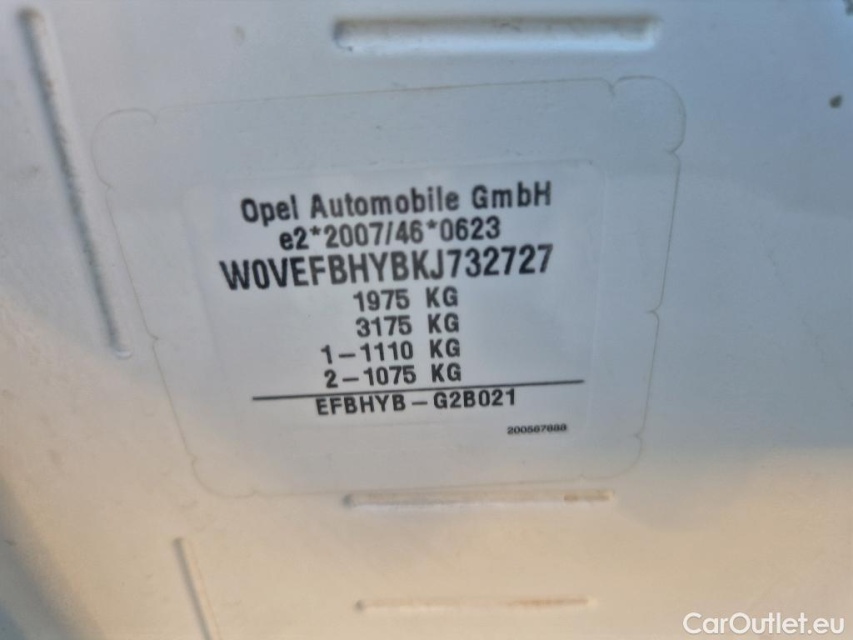 Opel Automobile GmbH
e2*2007/46*0623
W0VEFBHYBKJ732727
1975 KG
3175 KG
1-1110 KG
2-1075 KG
EFBHYB-G2B021
CarOutlet.eu